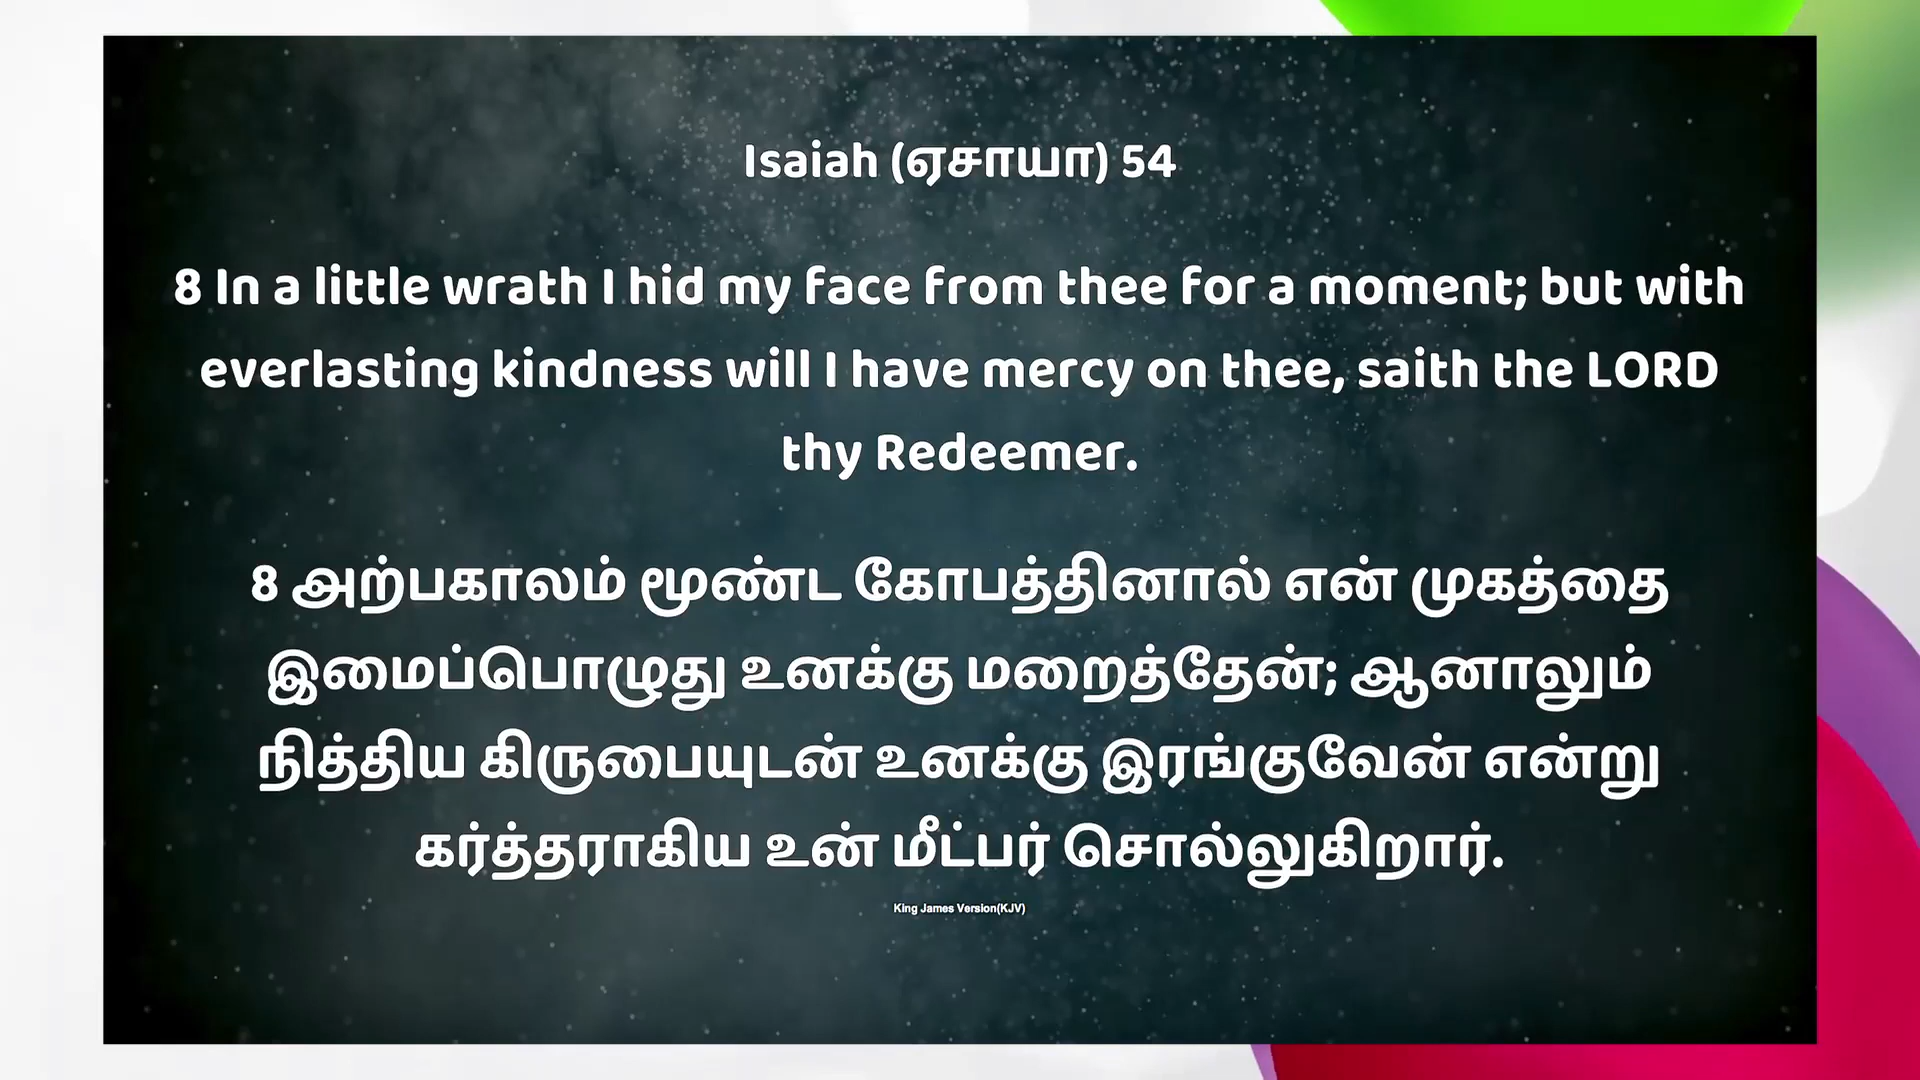 Isaiah (ஏசாயா) 54
8 In a little wrath I hid my face from thee for a moment; but with
everlasting kindness will I have mercy on thee, saith the LORD
thy Redeemer.
8 அற்பகாலம் மூண்ட கோபத்தினால் என் முகத்தை
இமைப்பொழுது உனக்கு மறைத்தேன்; ஆனாலும்
நித்திய கிருபையுடன் உனக்கு இரங்குவேன் என்று
கர்த்தராகிய உன் மீட்பர் சொல்லுகிறார்.
King James Version(KJV)